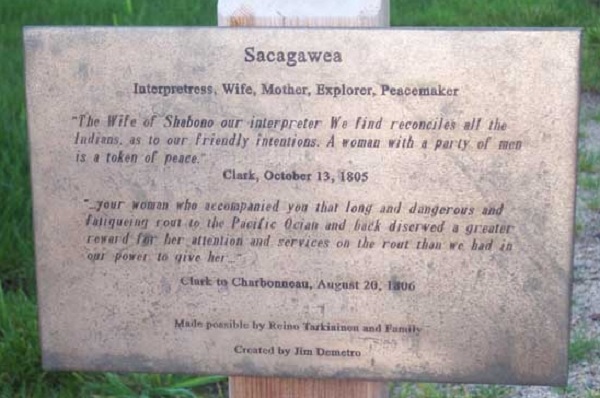 Sacagawea
Interpretress, Wife, Mother, Explorer, Peacemaker
"The Wife of Shabono our interpreter We find reconciles all the
Indians, as to our friendly intentions. A woman with a party of men
is a token of peace."
Clark, October 13, 1805
"...your woman who accompanied you that long and dangerous and
fatigueing rout to the Pacific Ocian and back diserved a greater
reward for her attention and services on the rout than we had in
our power to give her..."
Clark to Charbonneau, August 20, 1806
Made possible by Reino Tarkiainen and Family
Created by Jim Demetro